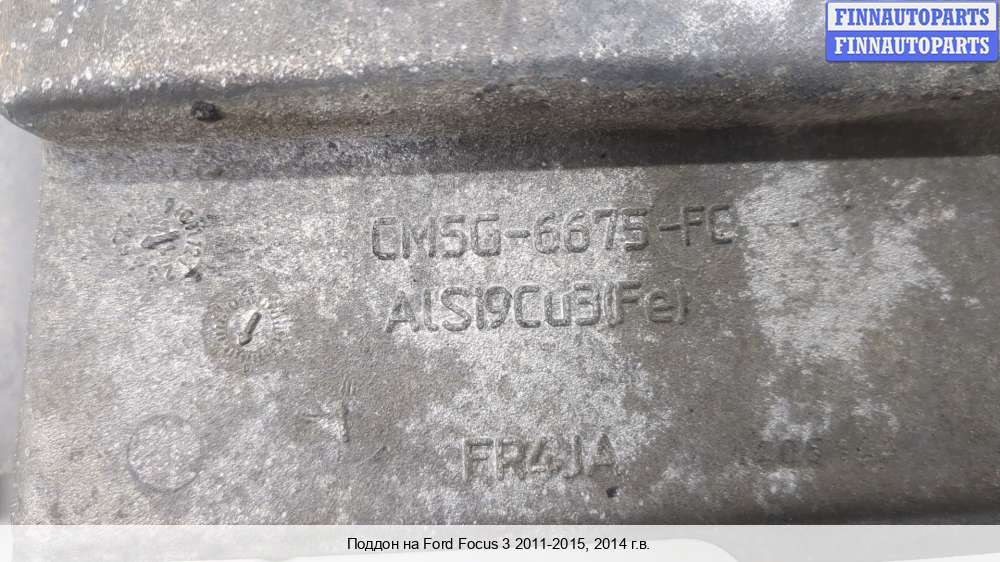 FINNAUTOPARTS
FINNAUTOPARTS
CM5G-6675-FC
AlSi9Cu3(Fe)
FR4JA
Поддон на Ford Focus 3 2011-2015, 2014 г.в.